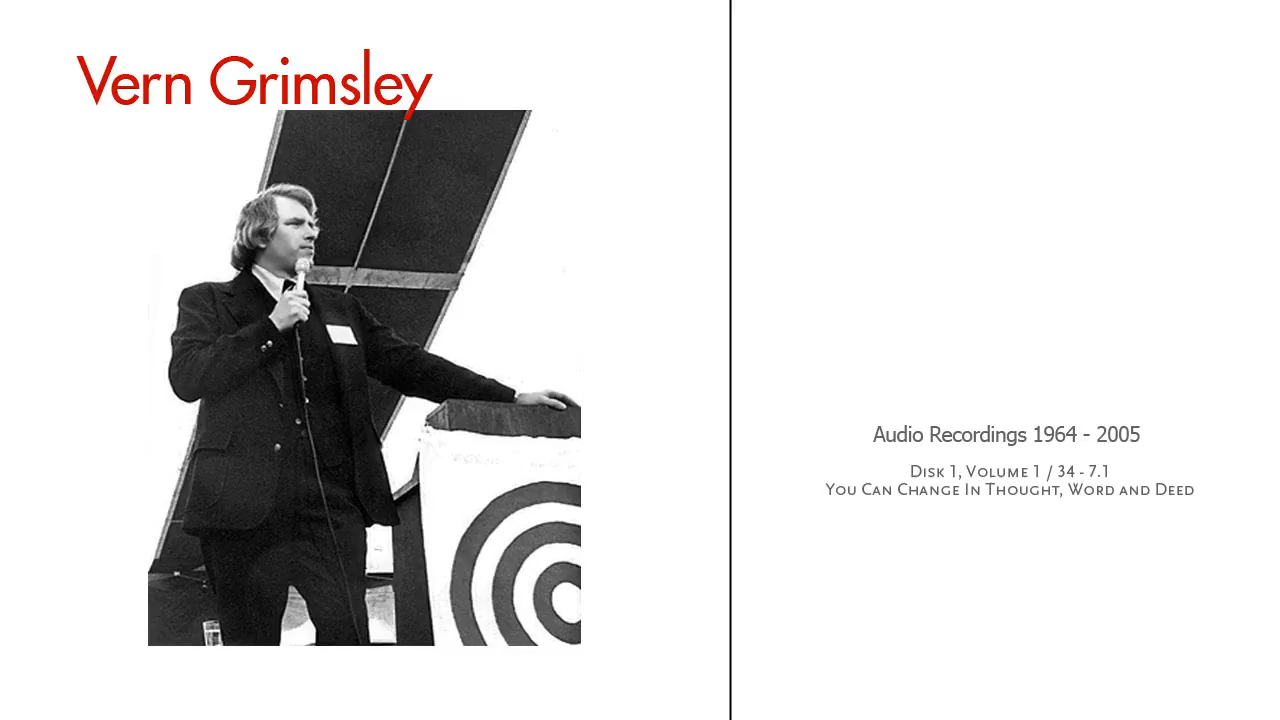 Vern Grimsley
Audio Recordings 1964 - 2005
Disk 1, Volume 1 / 34 - 7.1
You Can Change In Thought, Word and Deed